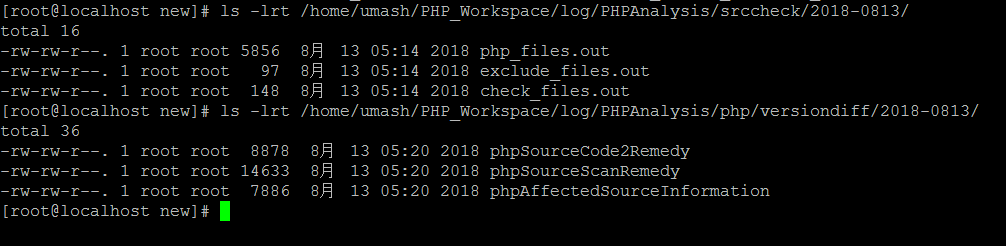 [root@localhost new]# ls -lrt /home/umash/PHP_Workspace/log/PHPAnalysis/srccheck/2018-0813/
total 16
-rw-rw-r--. 1 root root 5856  8月  13 05:14 2018 php_files.out
-rw-rw-r--. 1 root root   97  8月  13 05:14 2018 exclude_files.out
-rw-rw-r--. 1 root root  148  8月  13 05:14 2018 check_files.out
[root@localhost new]# ls -lrt /home/umash/PHP_Workspace/log/PHPAnalysis/php/versiondiff/2018-0813/
total 36
-rw-rw-r--. 1 root root  8878  8月  13 05:20 2018 phpSourceCode2Remedy
-rw-rw-r--. 1 root root 14633  8月  13 05:20 2018 phpSourceScanRemedy
-rw-rw-r--. 1 root root  7886  8月  13 05:20 2018 phpAffectedSourceInformation
[root@localhost new]#